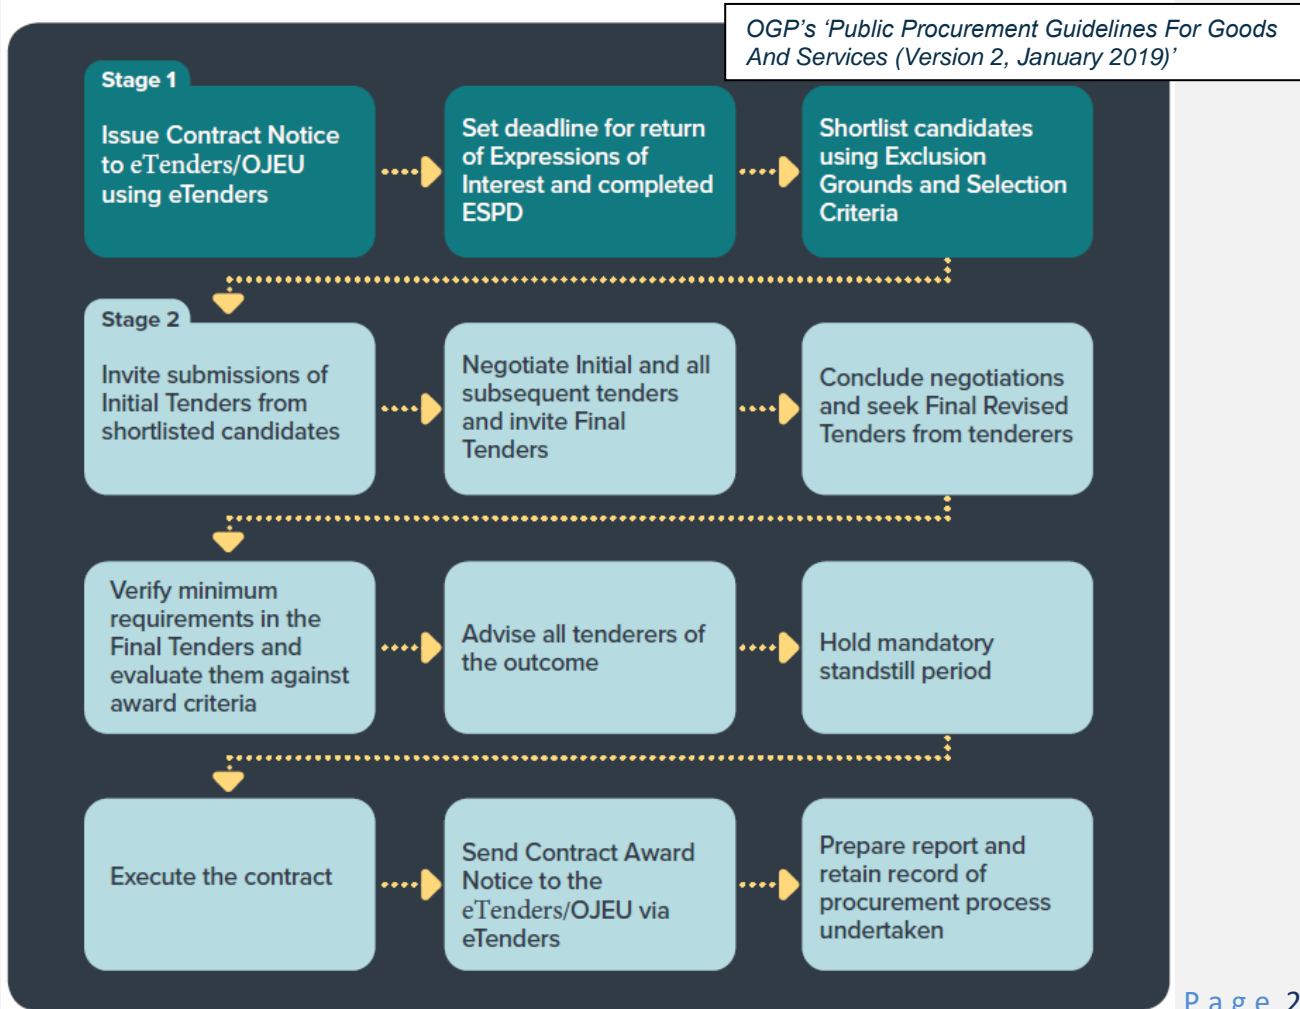 OGP's ‘Public Procurement Guidelines For Goods
And Services (Version 2, January 2019)’
Stage 1
Issue Contract Notice
to eTenders/OJEU
using eTenders
Set deadline for return
of Expressions of
Interest and completed
ESPD
Shortlist candidates
using Exclusion
Grounds and Selection
Criteria
Stage 2
Invite submissions of
Initial Tenders from
shortlisted candidates
Negotiate Initial and all
subsequent tenders
and invite Final
Tenders
Conclude negotiations
and seek Final Revised
Tenders from tenderers
Verify minimum
requirements in the
Final Tenders and
evaluate them against
award criteria
Advise all tenderers of
the outcome
Hold mandatory
standstill period
Execute the contract
Send Contract Award
Notice to the
eTenders/OJEU via
eTenders
Prepare report and
retain record of
procurement process
undertaken
Page 2